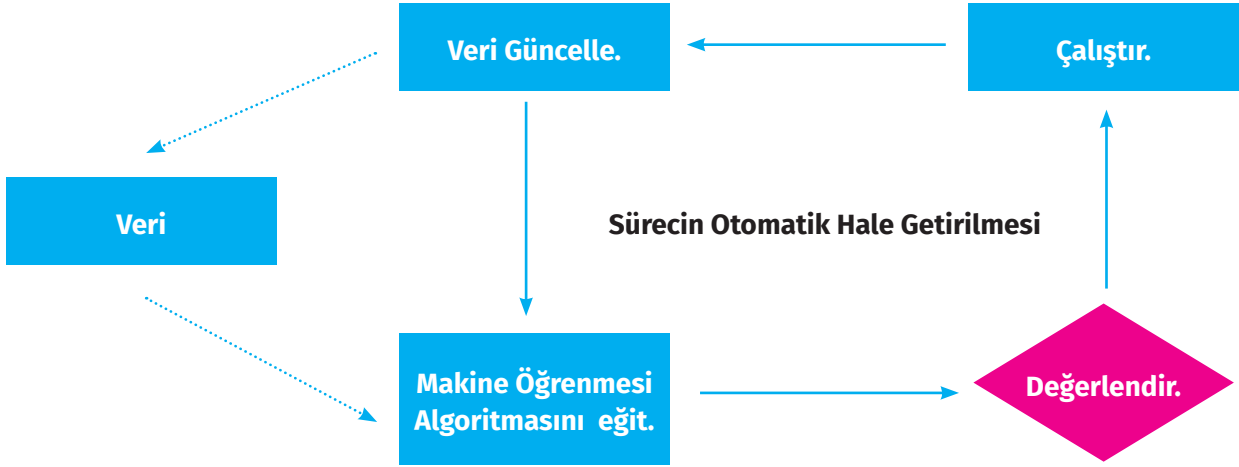 Veri Güncelle.
Çalıştır.
Veri
Sürecin Otomatik Hale Getirilmesi
Makine Öğrenmesi
Algoritmasını eğit.
Değerlendir.